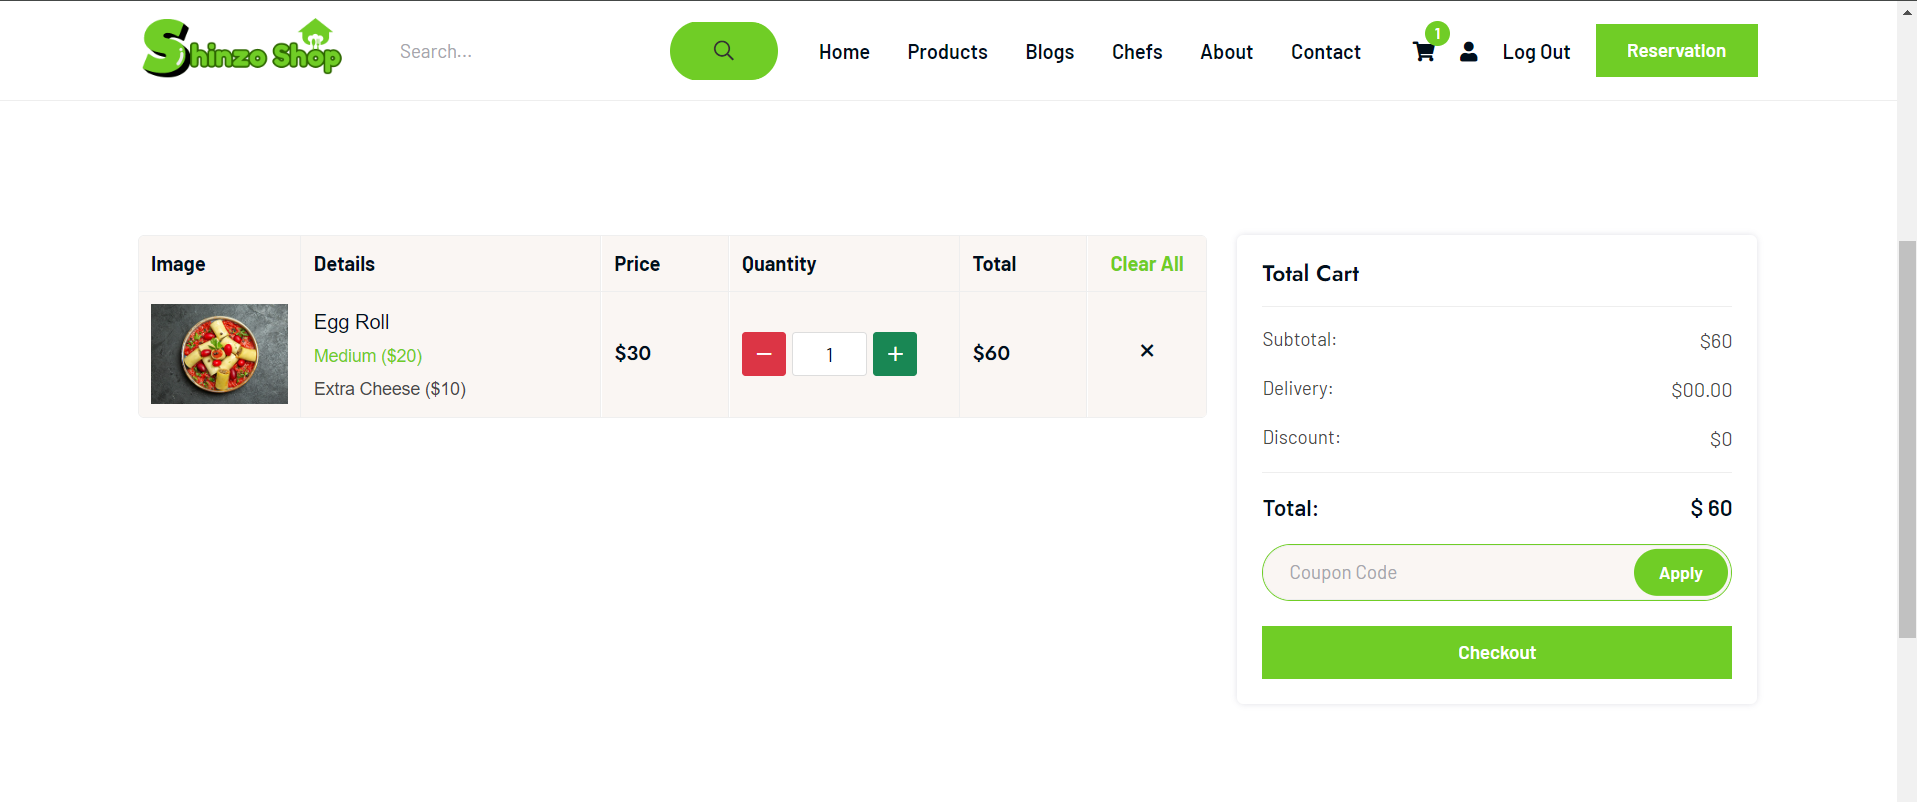 Shinzo Shop
Search...
Home Products Blogs Chefs About Contact
1
Log Out
Reservation
Image Details Price Quantity Total Clear All
Egg Roll
Medium ($20)
Extra Cheese ($10)
$30
1
$60
Total Cart
Subtotal: $60
Delivery: $00.00
Discount: $0
Total: $ 60
Coupon Code Apply
Checkout